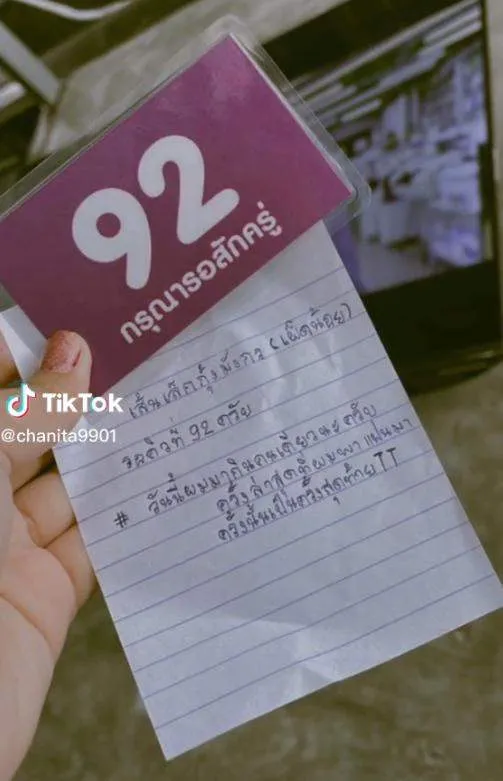 92
กรุณารอสักครู่
เส้นเล็กกุ้งมังกร (เผ็ดน้อย)
รอคิวที่ 92 ครับ
# วันนี้ผมมากินคนเดียวนะครับ
ครั้งล่าสุดที่ผมพาแฟนมา
ครั้งนั้นเป็นครั้งสุดท้าย TT
TikTok
@chanita9901